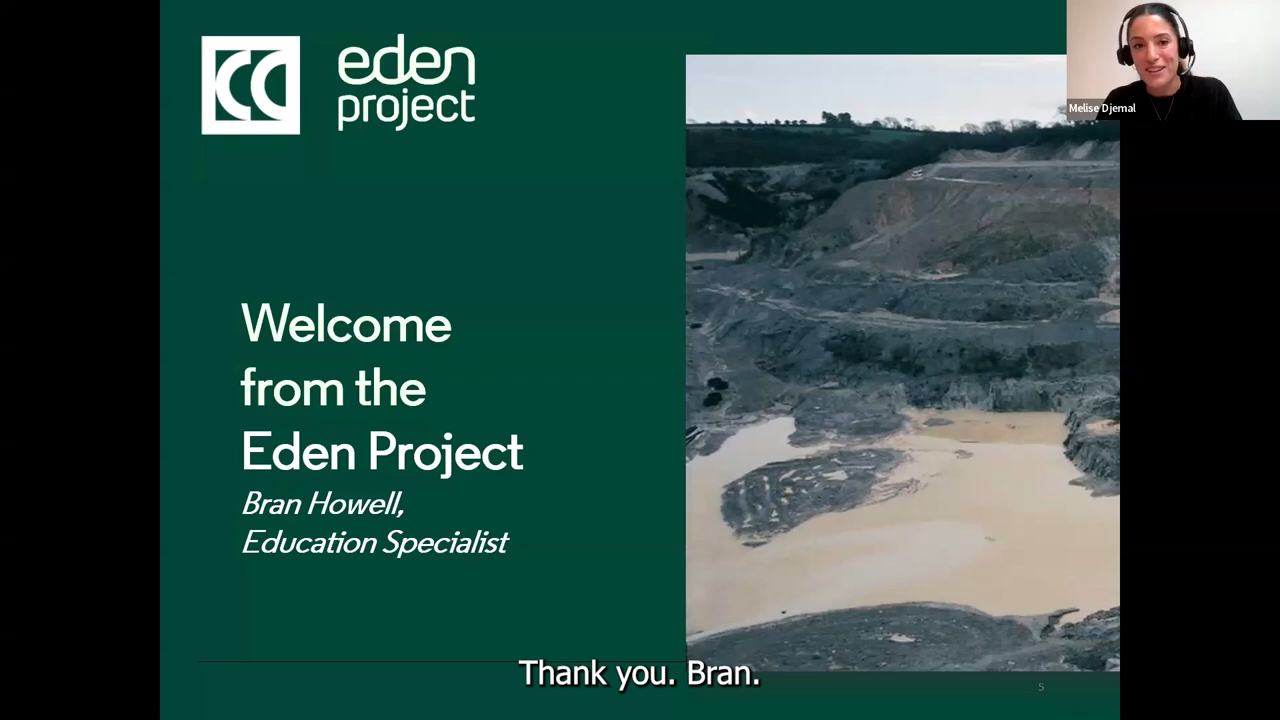 eden
project
Melise Djemal
Welcome
from the
Eden Project
Bran Howell,
Education Specialist
Thank you. Bran.
5